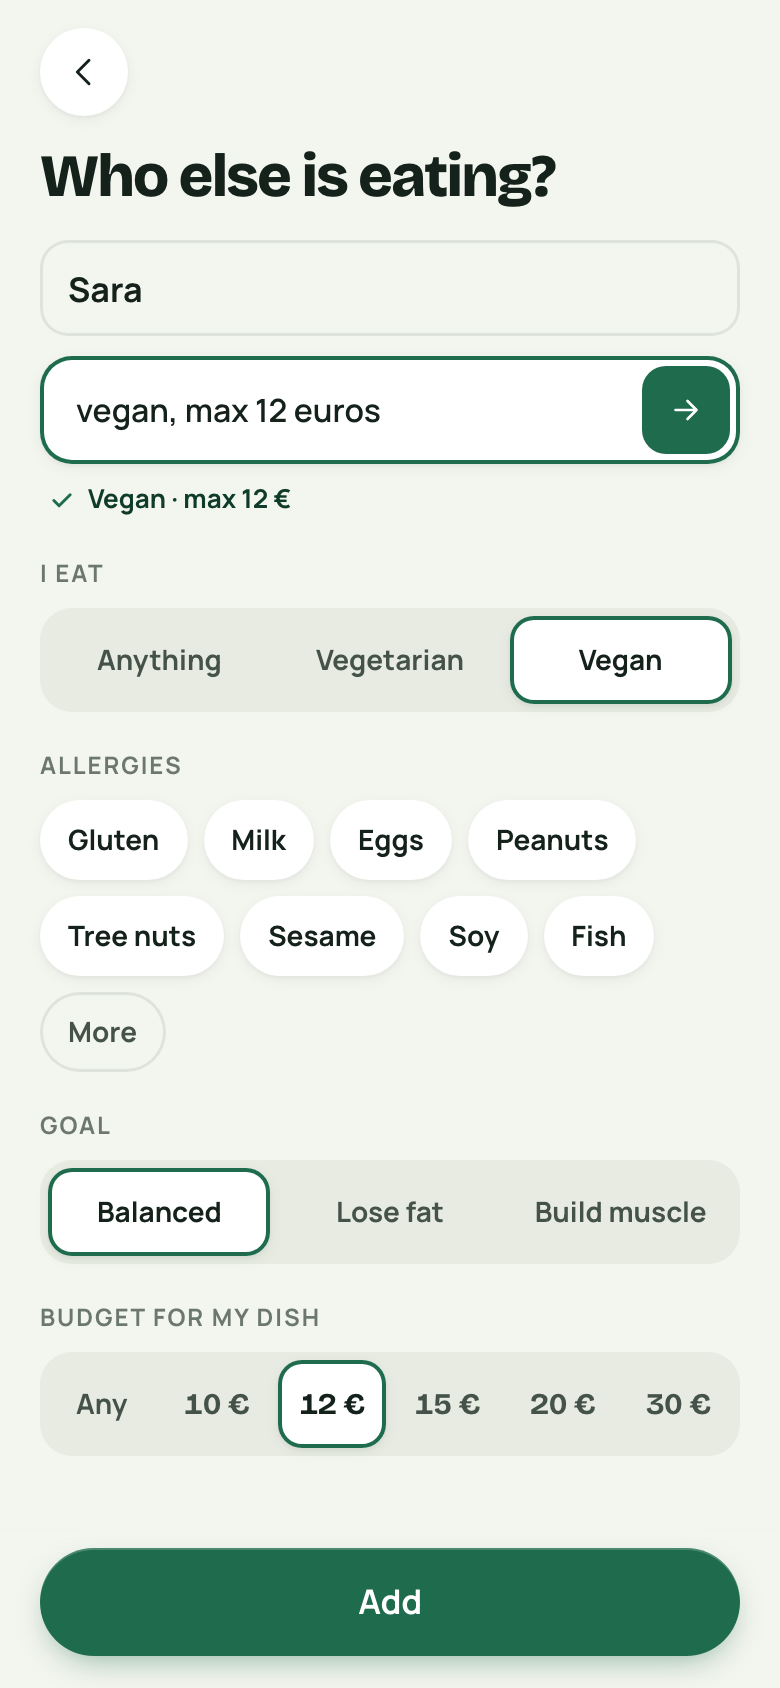 Who else is eating?
Sara
vegan, max 12 euros
Vegan · max 12 €
I EAT
Anything Vegetarian Vegan
ALLERGIES
Gluten Milk Eggs Peanuts
Tree nuts Sesame Soy Fish
More
GOAL
Balanced Lose fat Build muscle
BUDGET FOR MY DISH
Any 10 € 12 € 15 € 20 € 30 €
Add